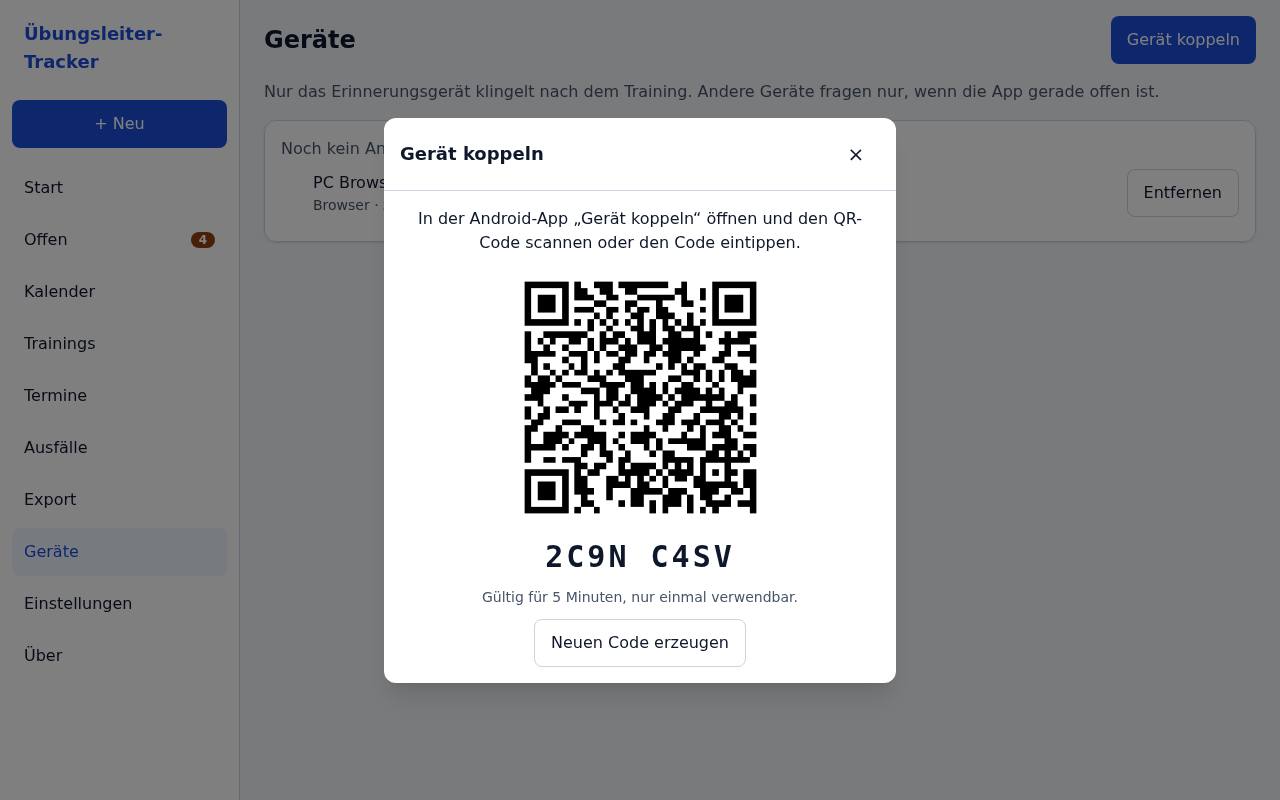 Übungsleiter-
Tracker
+ Neu
Start
Offen 4
Kalender
Trainings
Termine
Ausfälle
Export
Geräte
Einstellungen
Über
Geräte
Gerät koppeln
Nur das Erinnerungsgerät klingelt nach dem Training. Andere Geräte fragen nur, wenn die App gerade offen ist.
Noch kein
PC
Browser ·
Entfernen
Gerät koppeln
×
In der Android-App „Gerät koppeln“ öffnen und den QR-
Code scannen oder den Code eintippen.
2C9N C4SV
Gültig für 5 Minuten, nur einmal verwendbar.
Neuen Code erzeugen